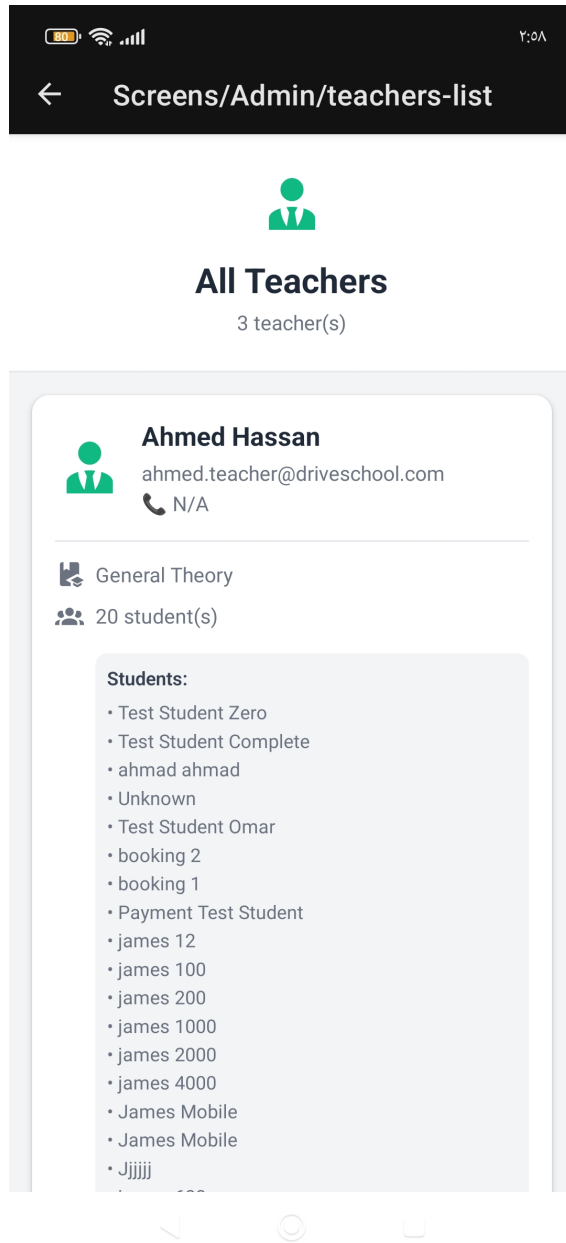 80
٢:٥٨
Screens/Admin/teachers-list
All Teachers
3 teacher(s)
Ahmed Hassan
ahmed.teacher@driveschool.com
N/A
General Theory
20 student(s)
Students:
• Test Student Zero
• Test Student Complete
• ahmad ahmad
• Unknown
• Test Student Omar
• booking 2
• booking 1
• Payment Test Student
• james 12
• james 100
• james 200
• james 1000
• james 2000
• james 4000
• James Mobile
• James Mobile
• Jjjjjj